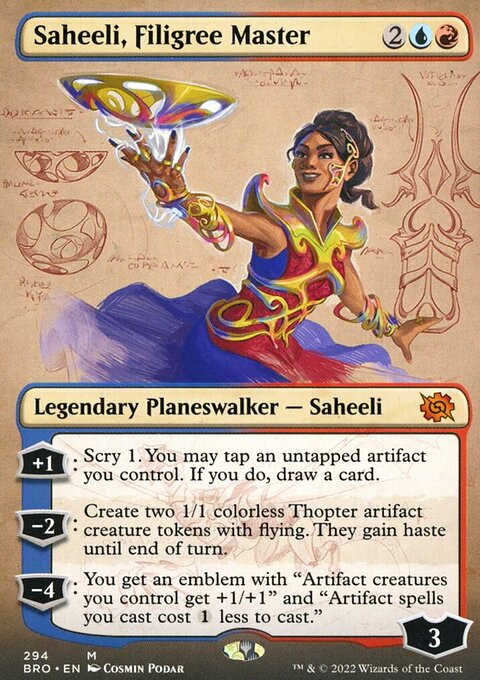 Saheeli, Filigree Master 2
Legendary Planeswalker — Saheeli
+1: Scry 1. You may tap an untapped artifact
you control. If you do, draw a card.
-2: Create two 1/1 colorless Thopter artifact
creature tokens with flying. They gain haste
until end of turn.
-4: You get an emblem with “Artifact creatures
you control get +1/+1” and “Artifact spells
you cast cost 1 less to cast.”
3
294 M
BRO • EN Cosmin Podar
™ & © 2022 Wizards of the Coast